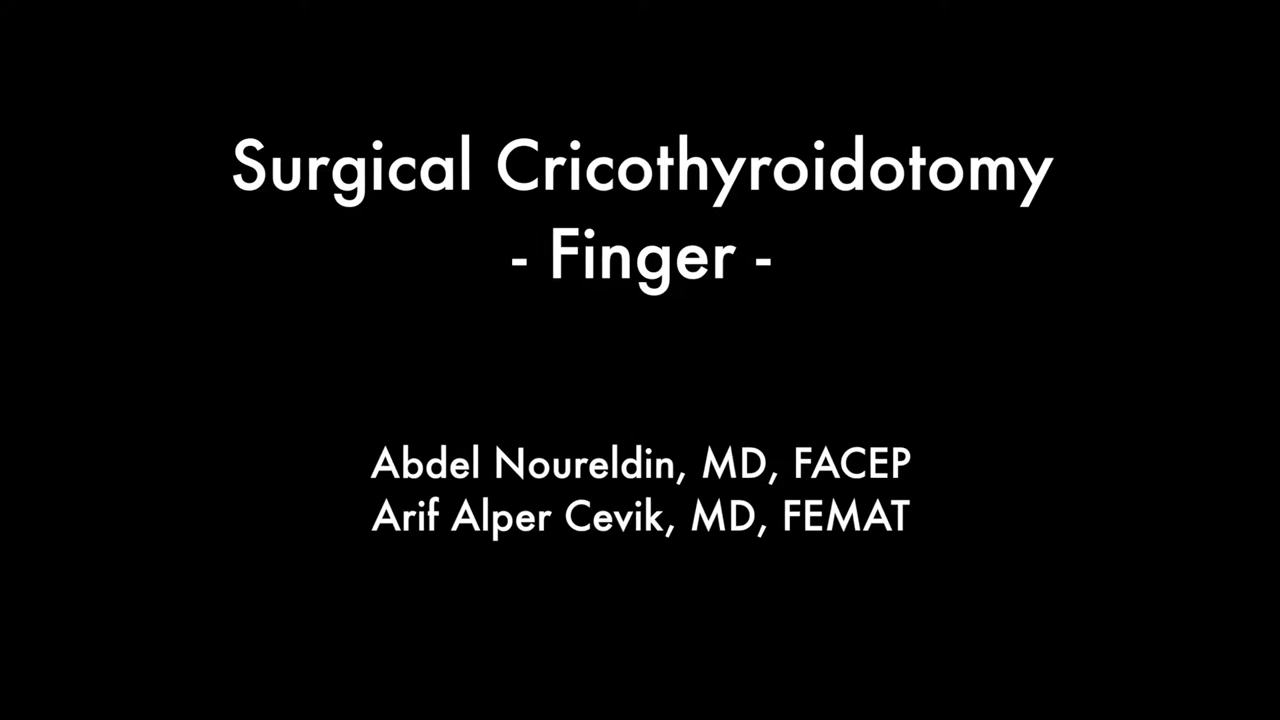 Surgical Cricothyroidotomy
- Finger -
Abdel Noureldin, MD, FACEP
Arif Alper Cevik, MD, FEMAT